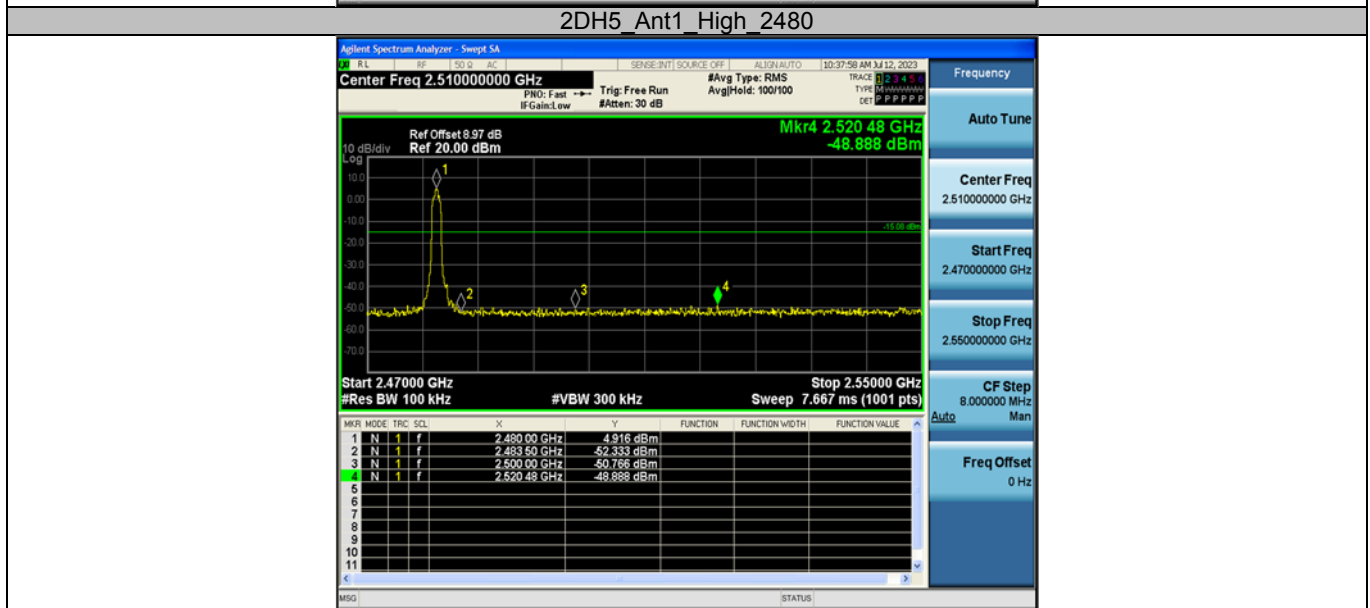 2DH5_Ant1_High_2480
Agilent Spectrum Analyzer - Swept SA
RL RF 50 Ω AC SENSE:INT SOURCE OFF ALIGNAUTO 10:37:58 AM Jul 12, 2023
Center Freq 2.510000000 GHz
PNO: Fast
IFGain:Low
Trig: Free Run
#Atten: 30 dB
#Avg Type: RMS
Avg|Hold: 100/100
TRACE 1 2 3 4 5 6
TYPE M
DET P P P P P P
Frequency
Mkr4 2.520 48 GHz
-48.888 dBm
Ref Offset 8.97 dB
10 dB/div Ref 20.00 dBm
Log
10.0
0.00
-10.0
-20.0
-30.0
-40.0
-50.0
-60.0
-70.0
-15.08 dBm
1
2
3
4
Start 2.47000 GHz Stop 2.55000 GHz
#Res BW 100 kHz #VBW 300 kHz Sweep 7.667 ms (1001 pts)
MKR MODE TRC SCL X Y FUNCTION FUNCTION WIDTH FUNCTION VALUE
1 N 1 f 2.480 00 GHz 4.916 dBm
2 N 1 f 2.483 50 GHz -52.333 dBm
3 N 1 f 2.500 00 GHz -50.766 dBm
4 N 1 f 2.520 48 GHz -48.888 dBm
5
6
7
8
9
10
11
MSG STATUS
Auto Tune
Center Freq
2.510000000 GHz
Start Freq
2.470000000 GHz
Stop Freq
2.550000000 GHz
CF Step
8.000000 MHz
Auto Man
Freq Offset
0 Hz